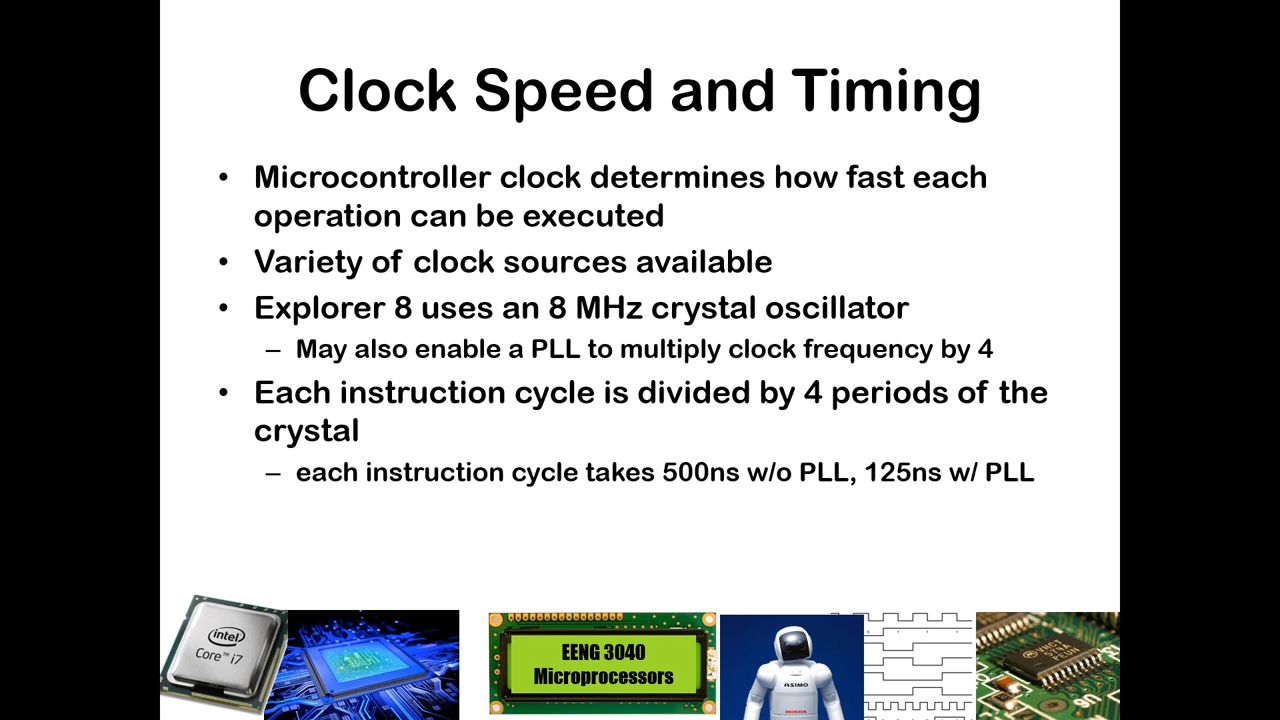 Clock Speed and Timing
• Microcontroller clock determines how fast each
operation can be executed
• Variety of clock sources available
• Explorer 8 uses an 8 MHz crystal oscillator
– May also enable a PLL to multiply clock frequency by 4
• Each instruction cycle is divided by 4 periods of the
crystal
– each instruction cycle takes 500ns w/o PLL, 125ns w/ PLL
intel
Core™ i7
EENG 3040
Microprocessors
ASIMO
HONDA